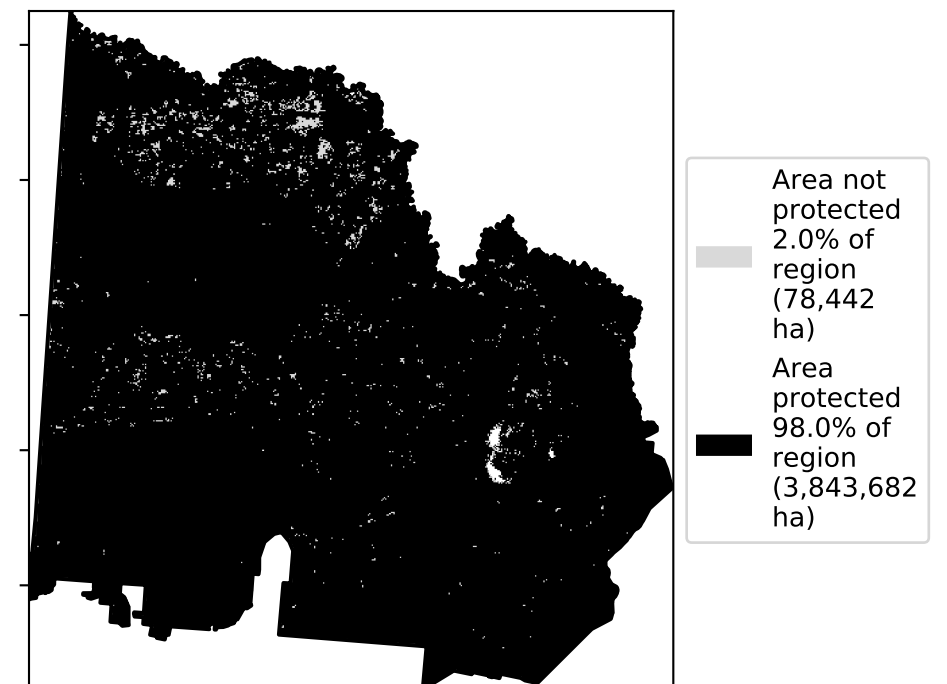 Area not
protected
2.0% of
region
(78,442
ha)
Area
protected
98.0% of
region
(3,843,682
ha)